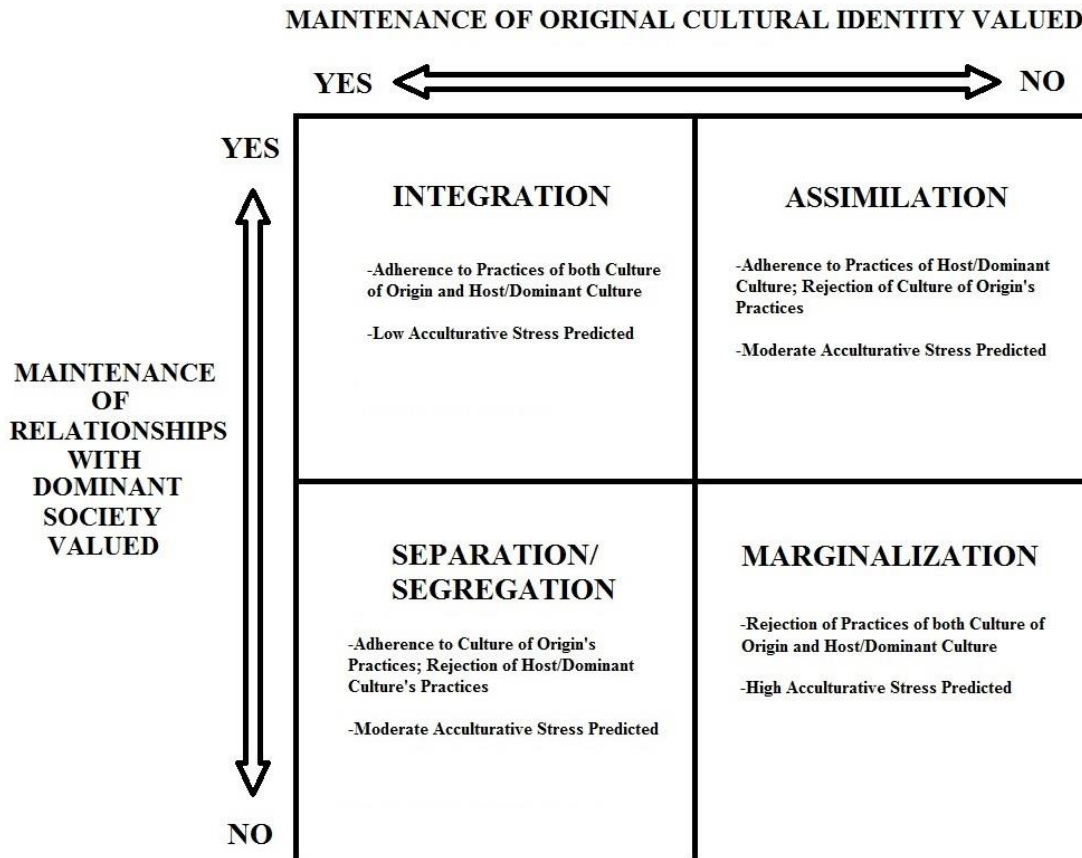 MAINTENANCE OF ORIGINAL CULTURAL IDENTITY VALUED
YES
NO
YES
INTEGRATION
-Adherence to Practices of both Culture
of Origin and Host/Dominant Culture
-Low Acculturative Stress Predicted
ASSIMILATION
-Adherence to Practices of Host/Dominant
Culture; Rejection of Culture of Origin's
Practices
-Moderate Acculturative Stress Predicted
MAINTENANCE
OF
RELATIONSHIPS
WITH
DOMINANT
SOCIETY
VALUED
SEPARATION/
SEGREGATION
-Adherence to Culture of Origin's
Practices; Rejection of Host/Dominant
Culture's Practices
-Moderate Acculturative Stress Predicted
MARGINALIZATION
-Rejection of Practices of both Culture of
Origin and Host/Dominant Culture
-High Acculturative Stress Predicted
NO